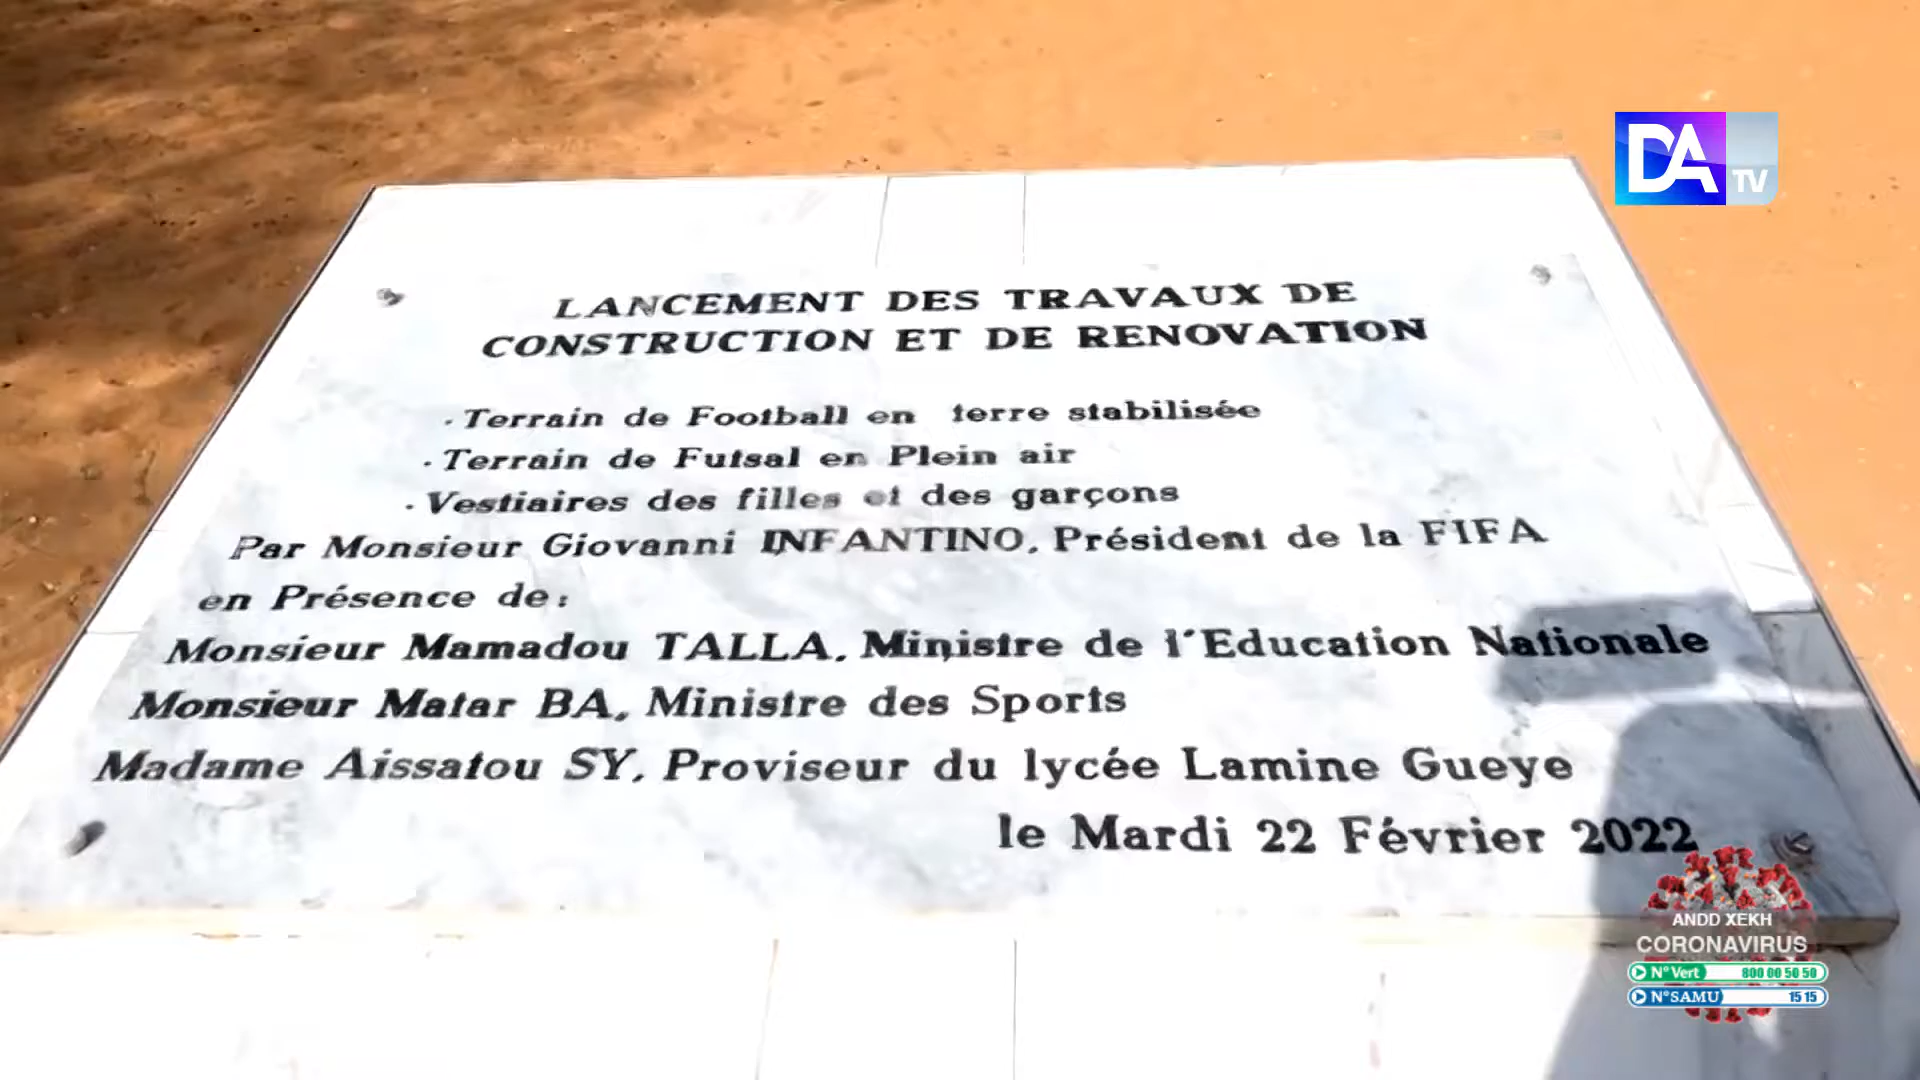 DA TV
LANCEMENT DES TRAVAUX DE
CONSTRUCTION ET DE RENOVATION
· Terrain de Football en terre stabilisée
· Terrain de Futsal en Plein air
· Vestiaires des filles et des garçons
Par Monsieur Giovanni INFANTINO, Président de la FIFA
en Présence de:
Monsieur Mamadou TALLA, Ministre de l'Education Nationale
Monsieur Matar BA, Ministre des Sports
Madame Aissatou SY, Proviseur du lycée Lamine Gueye
le Mardi 22 Février 2022
ANDD XEKH
CORONAVIRUS
N° Vert 800 00 50 50
N° SAMU 15 15